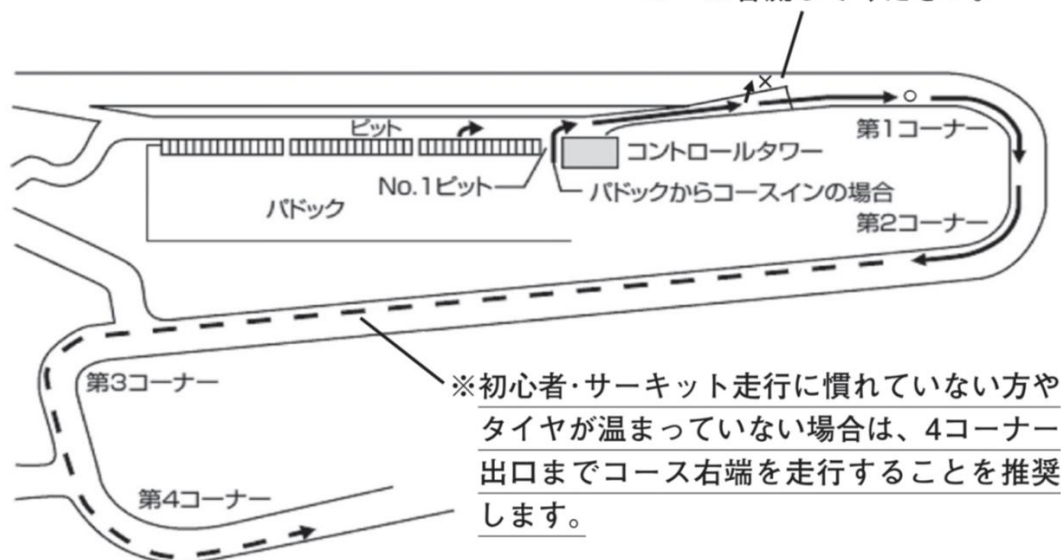 第1コーナー
ピット
コントロールタワー
No.1ピット
パドックからコースインの場合
パドック
第2コーナー
第3コーナー
※初心者・サーキット走行に慣れていない方や
タイヤが温まっていない場合は、4コーナー
出口までコース右端を走行することを推奨
します。
第4コーナー